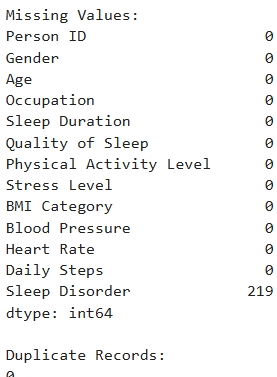 Missing Values:
Person ID 0
Gender 0
Age 0
Occupation 0
Sleep Duration 0
Quality of Sleep 0
Physical Activity Level 0
Stress Level 0
BMI Category 0
Blood Pressure 0
Heart Rate 0
Daily Steps 0
Sleep Disorder 219
dtype: int64
Duplicate Records:
0